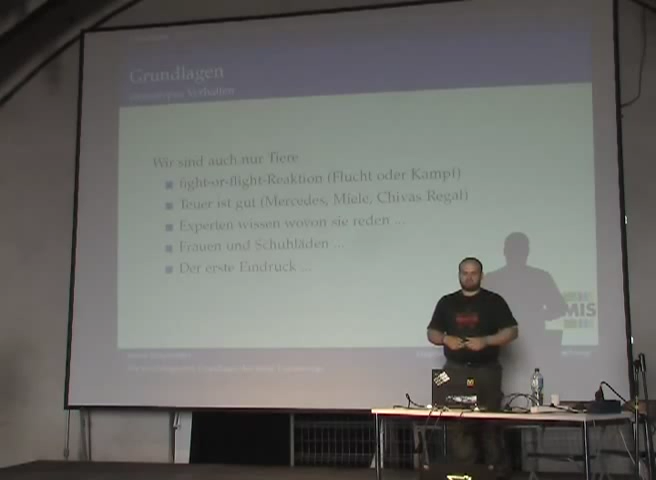 Grundlagen
Verhalten
Wir sind auch nur Tiere
fight-or-flight-Reaktion (Flucht oder Kampf)
Teuer ist gut (Mercedes, Miele, Chivas Regal)
Experten wissen wovon sie reden ...
Frauen und Schuhläden ...
Der erste Eindruck ...
MIS